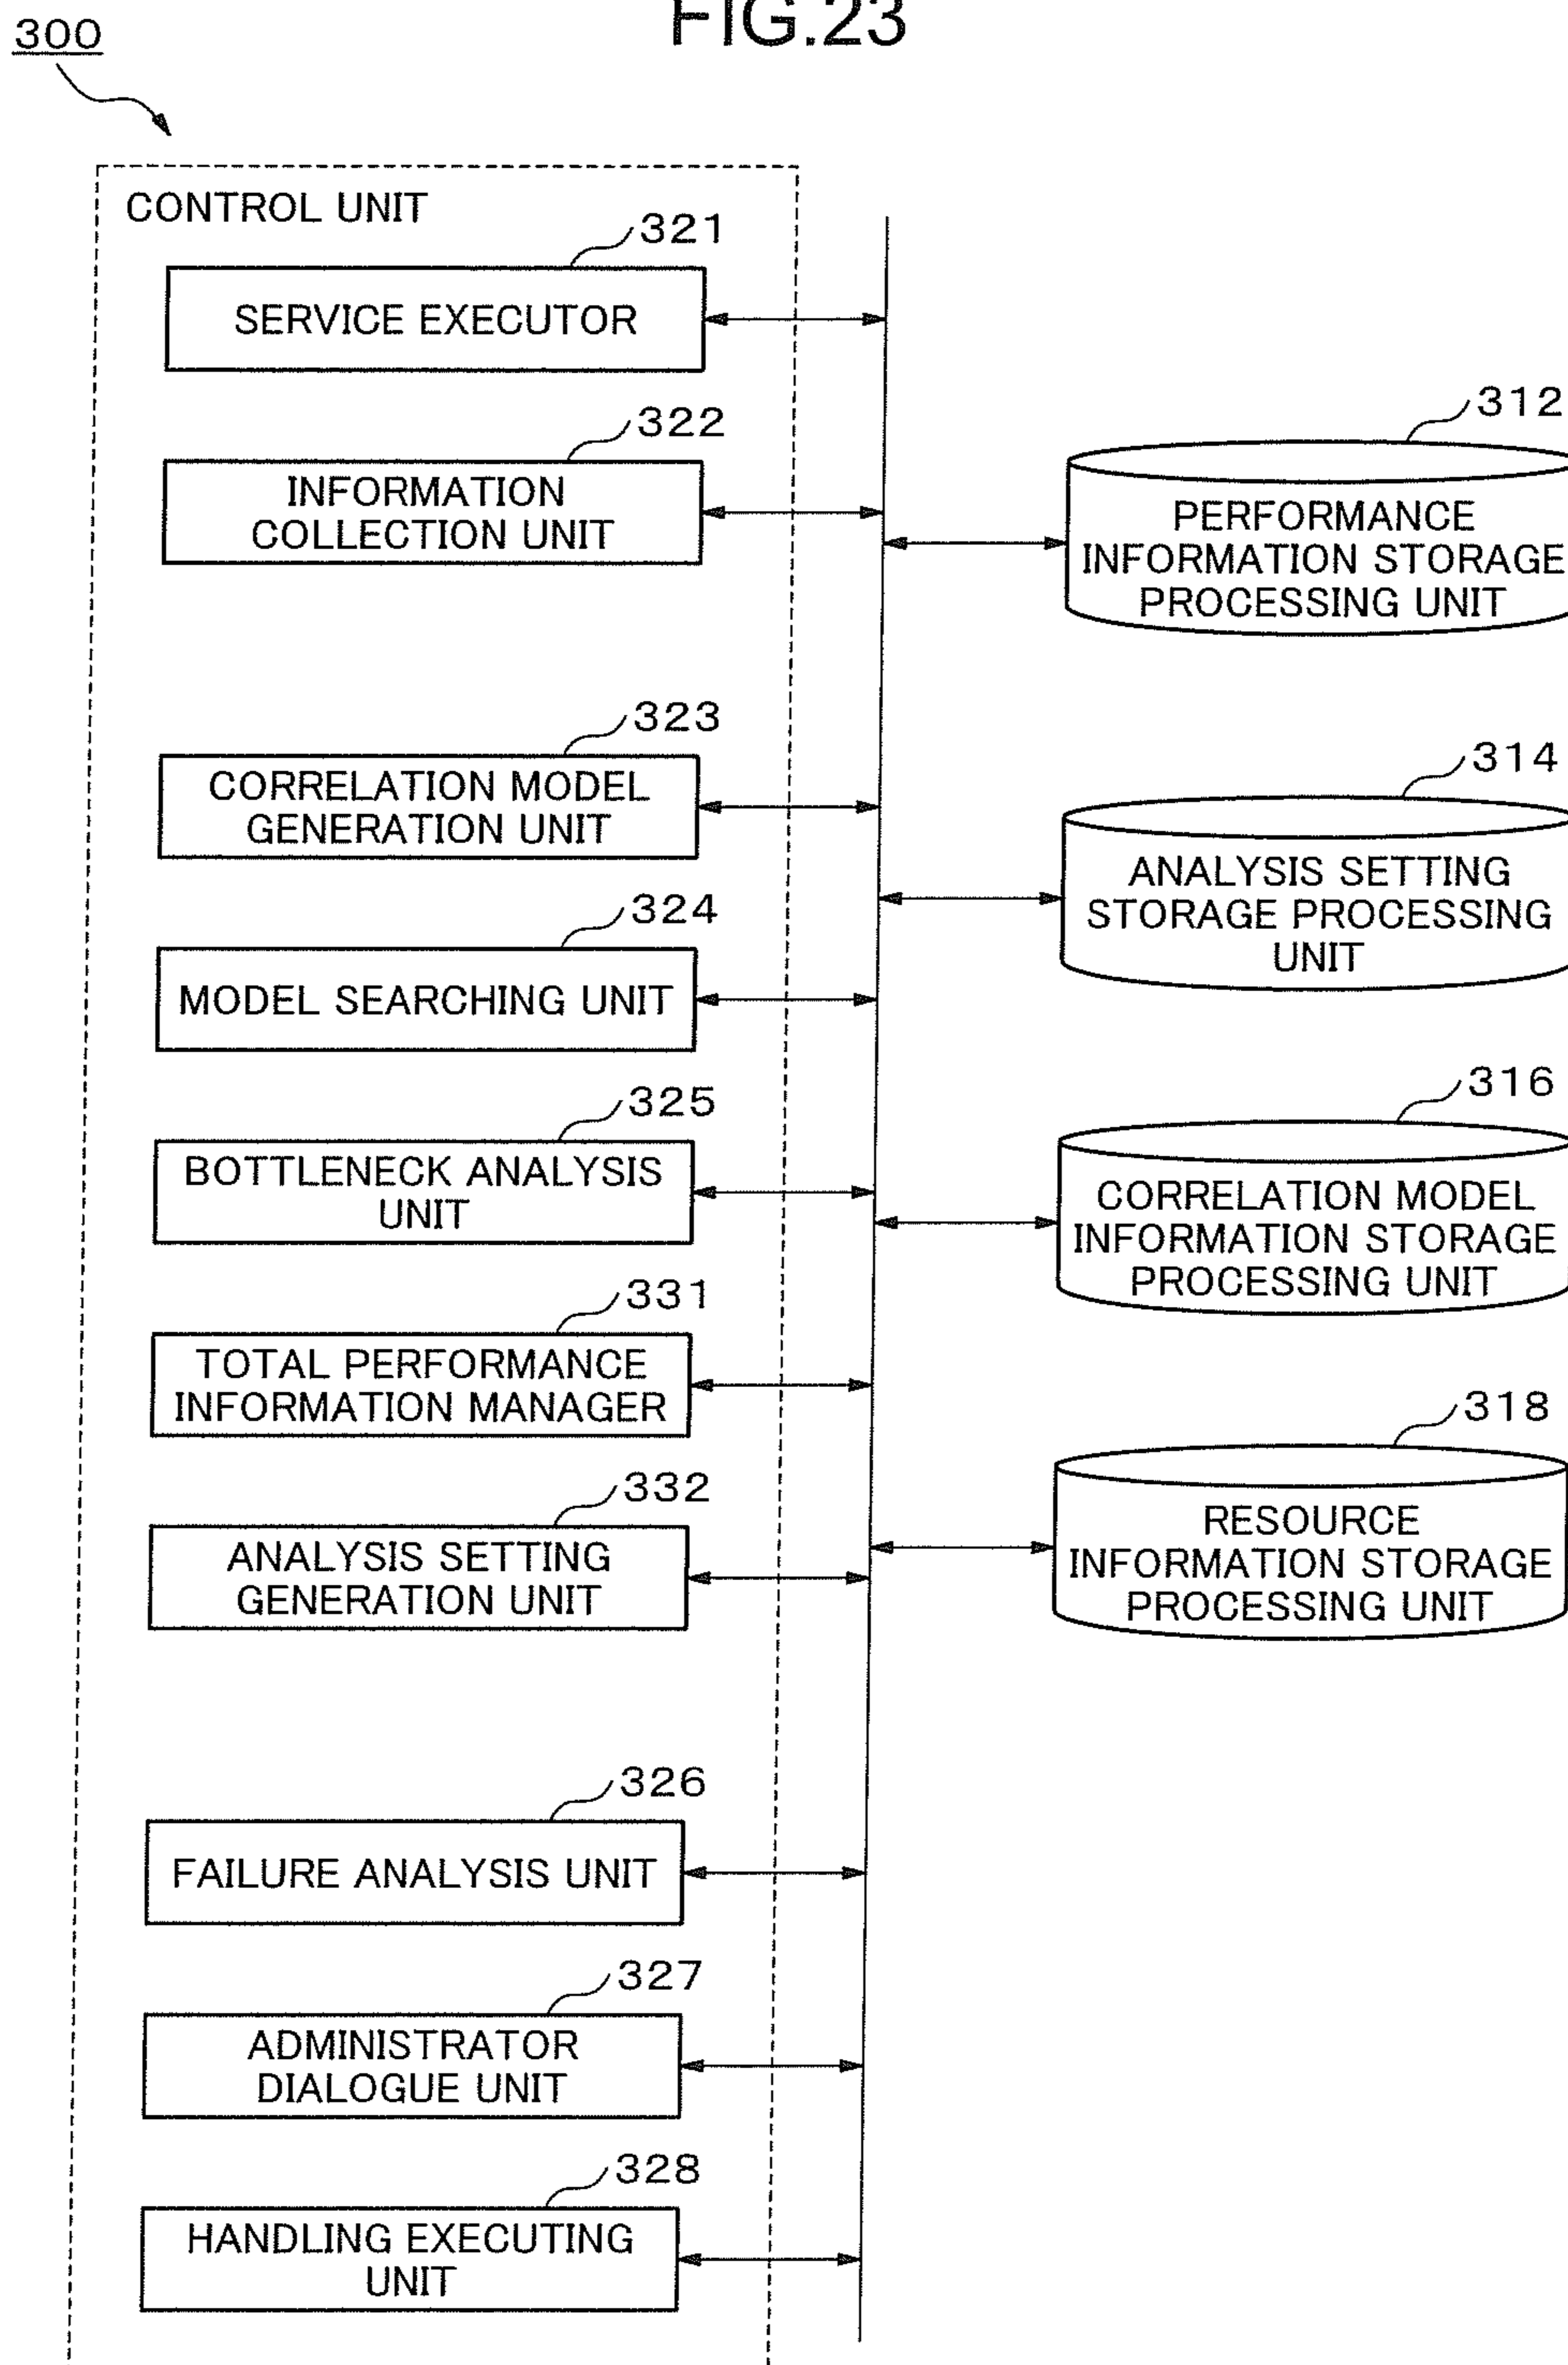 FIG.23
300
CONTROL UNIT
321
SERVICE EXECUTOR
322
INFORMATION
COLLECTION UNIT
312
PERFORMANCE
INFORMATION STORAGE
PROCESSING UNIT
323
CORRELATION MODEL
GENERATION UNIT
314
ANALYSIS SETTING
STORAGE PROCESSING
UNIT
324
MODEL SEARCHING UNIT
325
BOTTLENECK ANALYSIS
UNIT
316
CORRELATION MODEL
INFORMATION STORAGE
PROCESSING UNIT
331
TOTAL PERFORMANCE
INFORMATION MANAGER
318
RESOURCE
INFORMATION STORAGE
PROCESSING UNIT
332
ANALYSIS SETTING
GENERATION UNIT
326
FAILURE ANALYSIS UNIT
327
ADMINISTRATOR
DIALOGUE UNIT
328
HANDLING EXECUTING
UNIT